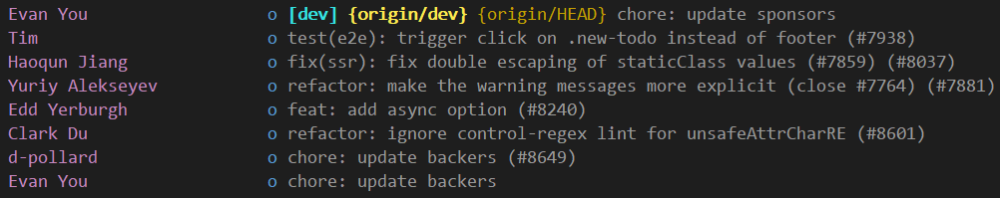 Evan You o [dev] {origin/dev} {origin/HEAD} chore: update sponsors
Tim o test(e2e): trigger click on .new-todo instead of footer (#7938)
Haoqun Jiang o fix(ssr): fix double escaping of staticClass values (#7859) (#8037)
Yuriy Alekseyev o refactor: make the warning messages more explicit (close #7764) (#7881)
Edd Yerburgh o feat: add async option (#8240)
Clark Du o refactor: ignore control-regex lint for unsafeAttrCharRE (#8601)
d-pollard o chore: update backers (#8649)
Evan You o chore: update backers